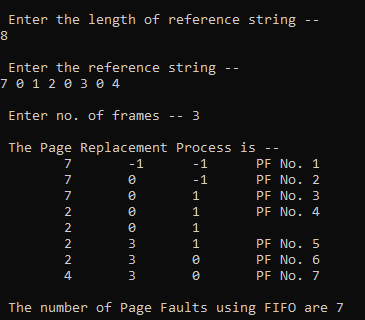 Enter the length of reference string --
8
Enter the reference string --
7 0 1 2 0 3 0 4
Enter no. of frames -- 3
The Page Replacement Process is --
7 -1 -1 PF No. 1
7 0 -1 PF No. 2
7 0 1 PF No. 3
2 0 1 PF No. 4
2 0 1
2 3 1 PF No. 5
2 3 0 PF No. 6
4 3 0 PF No. 7
The number of Page Faults using FIFO are 7